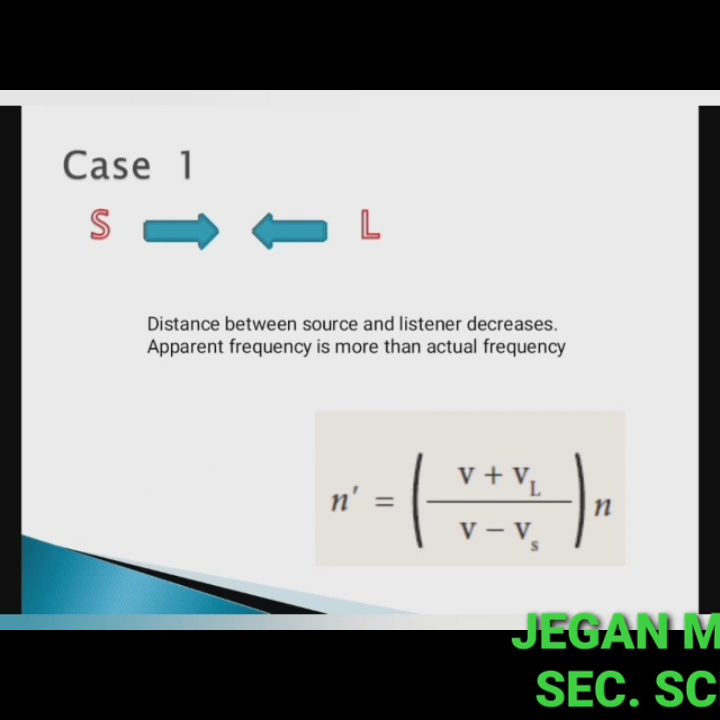 Case 1
S L
Distance between source and listener decreases.
Apparent frequency is more than actual frequency
n′ = ( (v + v_L) / (v − v_s) ) n
JEGAN M
SEC. SC